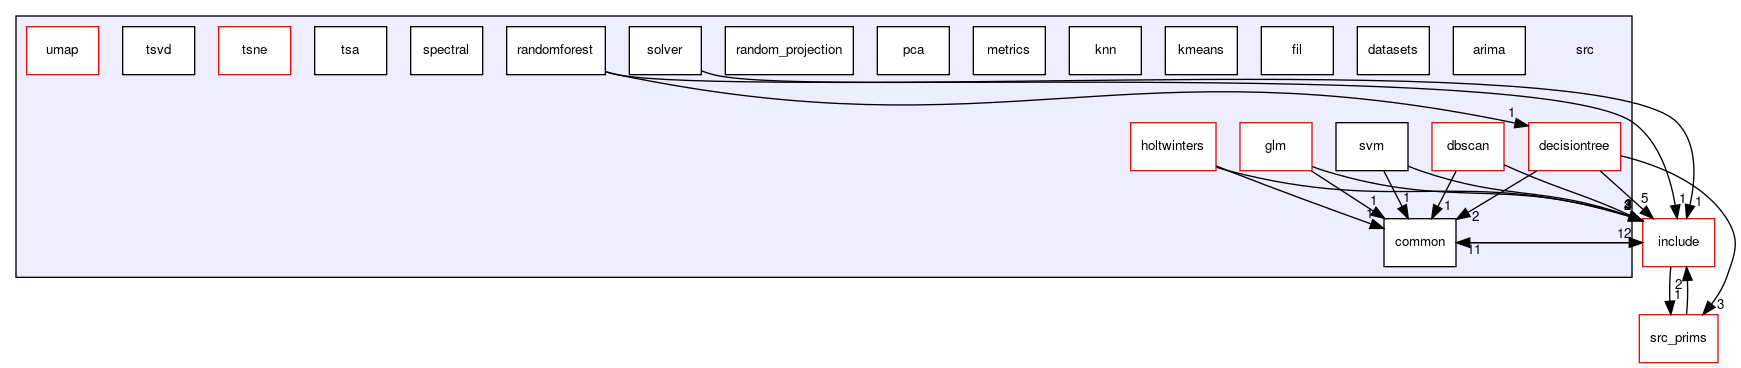 umap
tsvd
tsne
tsa
spectral
randomforest
solver
random_projection
pca
metrics
knn
kmeans
fil
datasets
arima
src
1
holtwinters
glm
svm
dbscan
decisiontree
1
1
1
1
2
5
1
1
common
11
12
include
2
1
3
src_prims